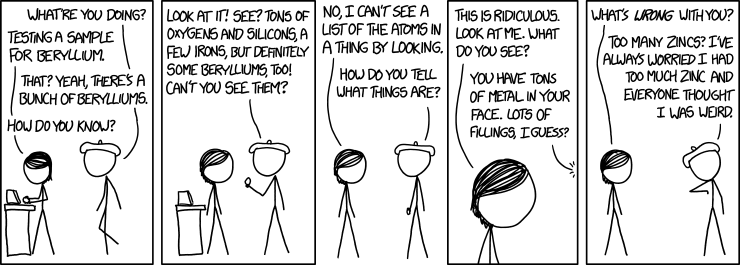 WHAT'RE YOU DOING?
TESTING A SAMPLE
FOR BERYLLIUM.
THAT? YEAH, THERE'S A
BUNCH OF BERYLLIUMS.
HOW DO YOU KNOW?
LOOK AT IT! SEE? TONS OF
OXYGENS AND SILICONS, A
FEW IRONS, BUT DEFINITELY
SOME BERYLLIUMS, TOO!
CAN'T YOU SEE THEM?
NO, I CAN'T SEE A
LIST OF THE ATOMS IN
A THING BY LOOKING.
HOW DO YOU TELL
WHAT THINGS ARE?
THIS IS RIDICULOUS.
LOOK AT ME. WHAT
DO YOU SEE?
YOU HAVE TONS
OF METAL IN YOUR
FACE. LOTS OF
FILLINGS, I GUESS?
WHAT'S WRONG WITH YOU?
TOO MANY ZINCS? I'VE
ALWAYS WORRIED I HAD
TOO MUCH ZINC AND
EVERYONE THOUGHT
I WAS WEIRD.